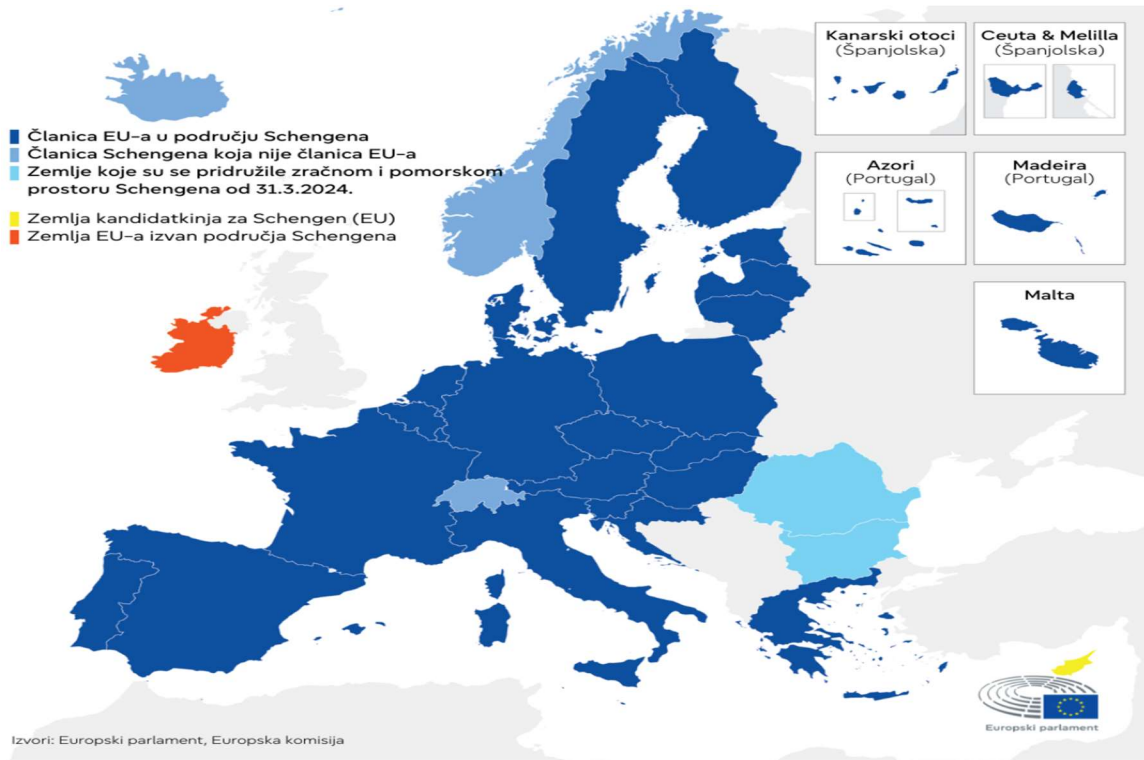 Članica EU-a u području Schengena
Članica Schengena koja nije članica EU-a
Zemlje koje su se pridružile zračnom i pomorskom
prostoru Schengena od 31.3.2024.
Zemlja kandidatkinja za Schengen (EU)
Zemlja EU-a izvan područja Schengena
Kanarski otoci
(Španjolska)
Ceuta & Melilla
(Španjolska)
Azori
(Portugal)
Madeira
(Portugal)
Malta
Europski parlament
Izvori: Europski parlament, Europska komisija